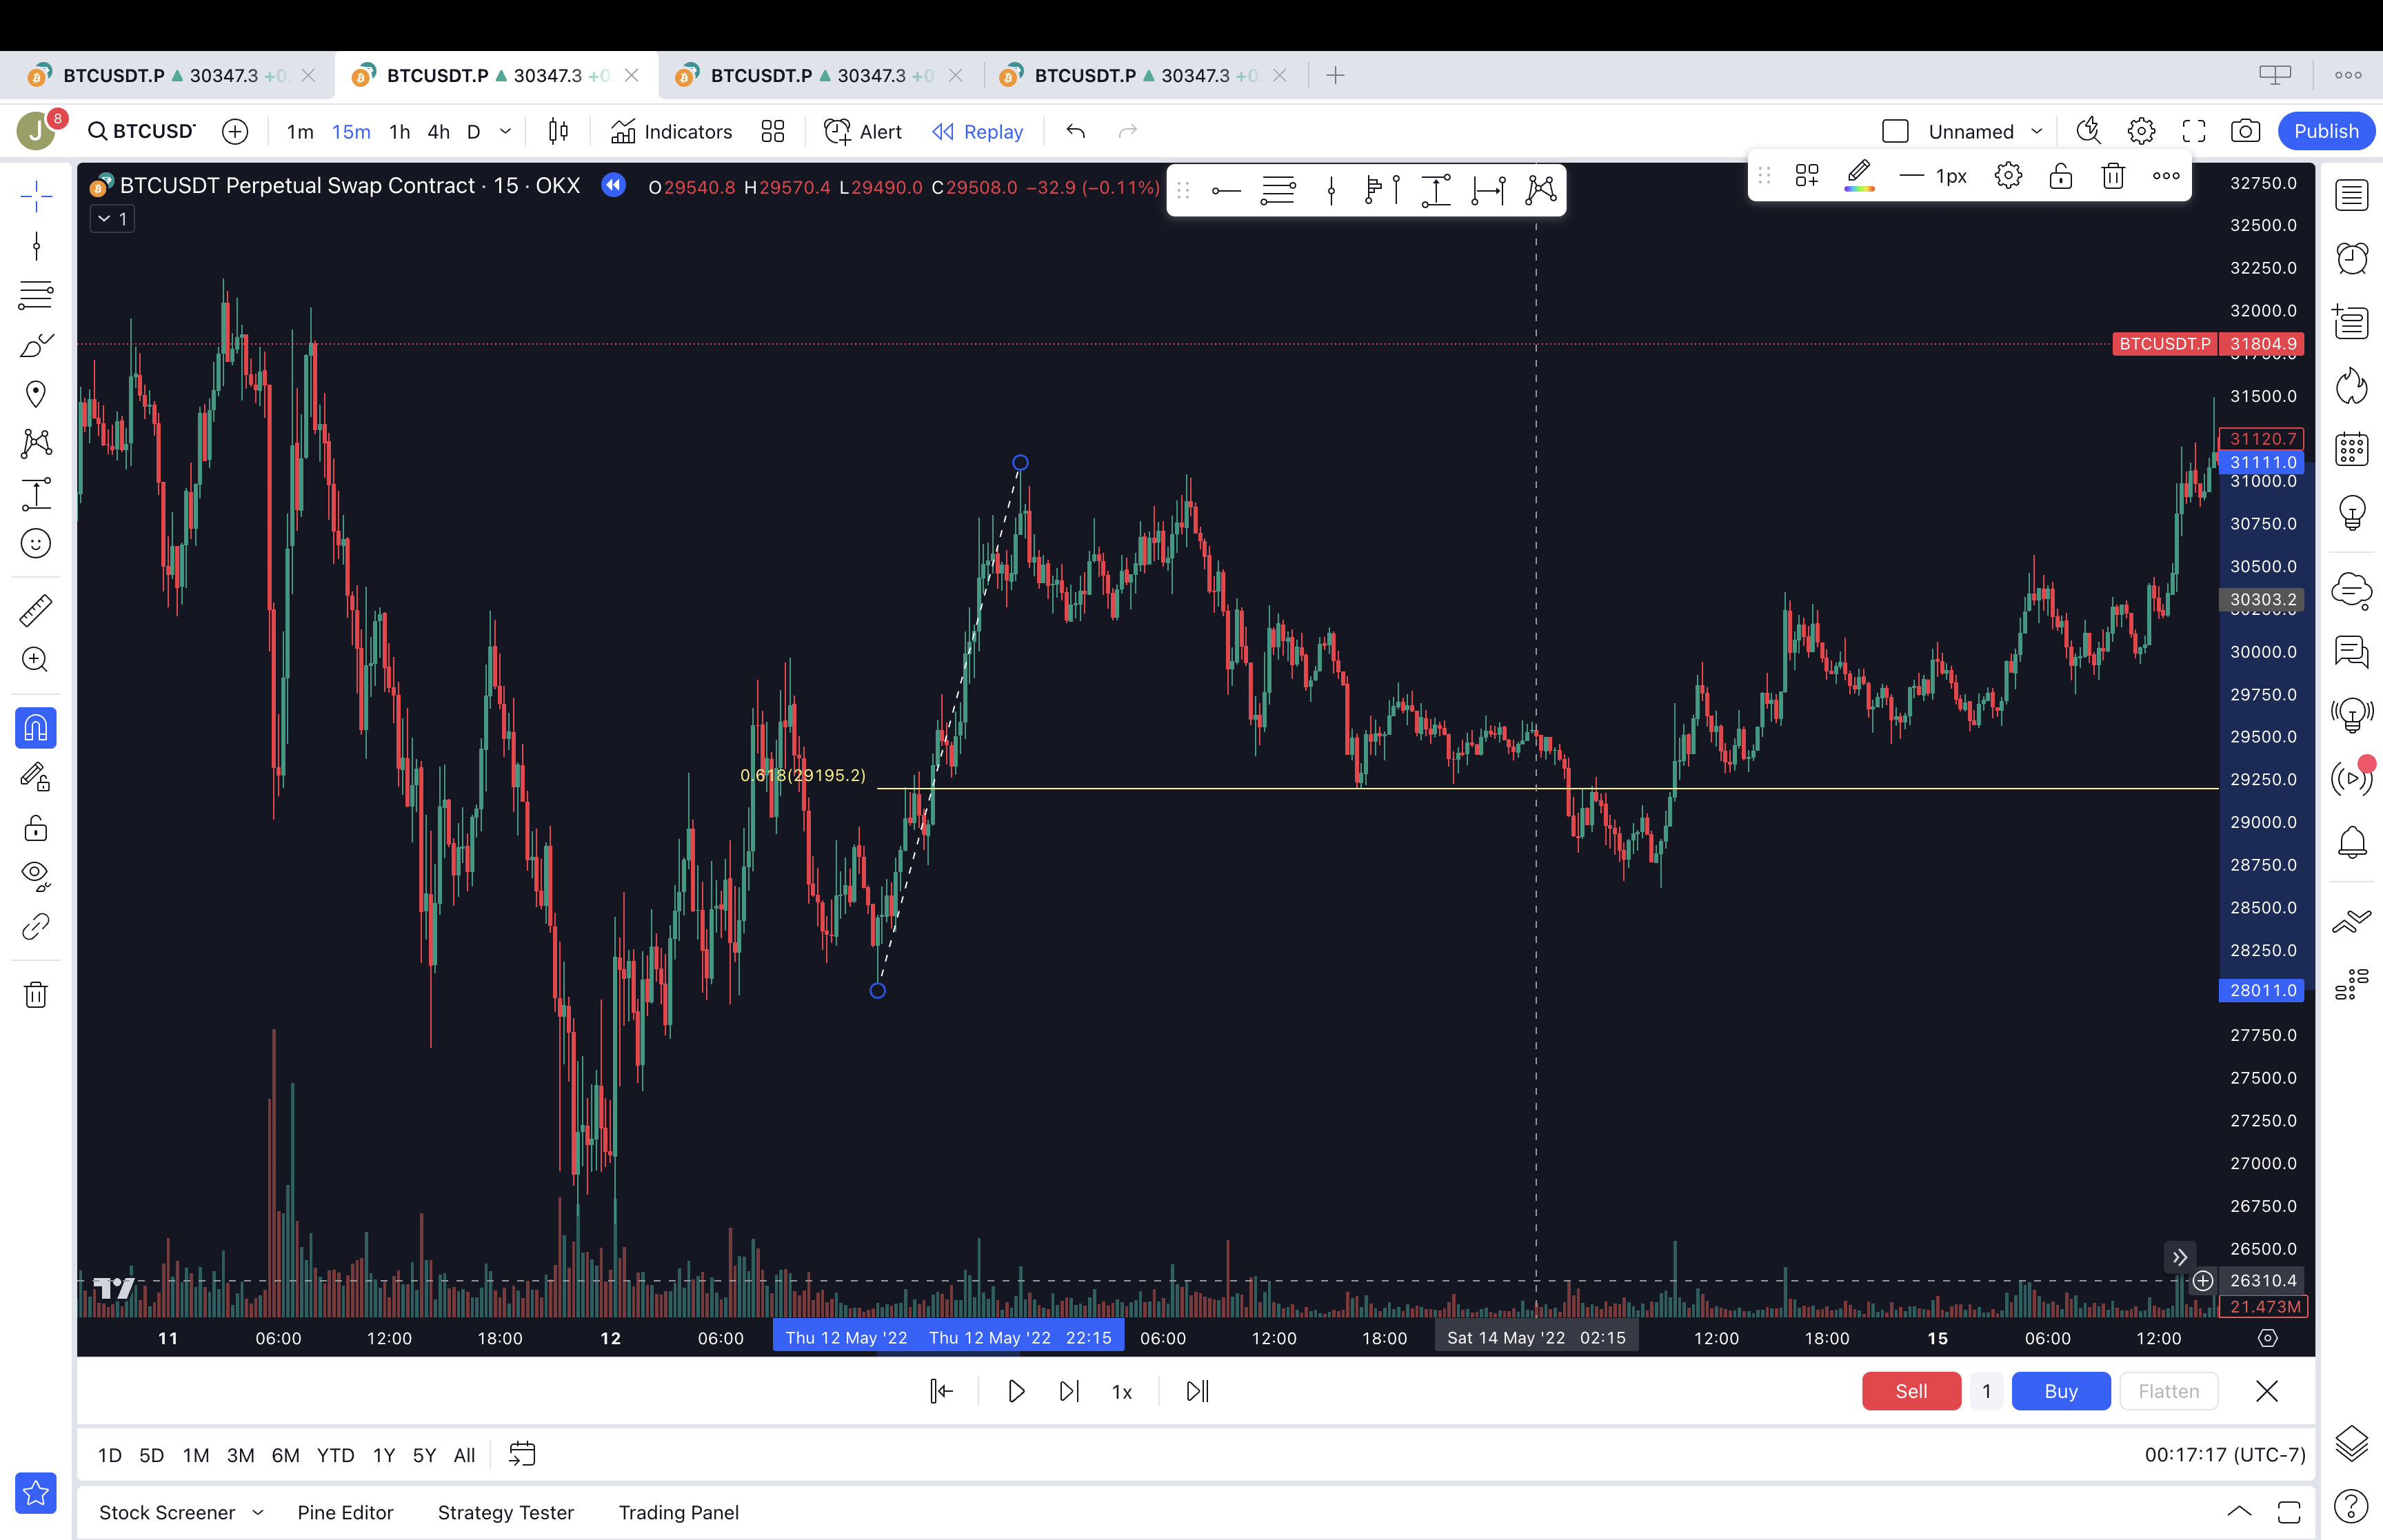 BTCUSDT.P 30347.3 +0 BTCUSDT.P 30347.3 +0 BTCUSDT.P 30347.3 +0 BTCUSDT.P 30347.3 +0
J 8 BTCUSD 1m 15m 1h 4h D Indicators Alert Replay Unnamed Publish
BTCUSDT Perpetual Swap Contract · 15 · OKX O29540.8 H29570.4 L29490.0 C29508.0 −32.9 (−0.11%)
1px
1
32750.0
32500.0
32250.0
32000.0
BTCUSDT.P 31804.9
31500.0
31120.7
31111.0
31000.0
30750.0
30500.0
30303.2
30000.0
29750.0
29500.0
0.618(29195.2)
29250.0
29000.0
28750.0
28500.0
28250.0
28011.0
27750.0
27500.0
27250.0
27000.0
26750.0
26500.0
26310.4
21.473M
11 06:00 12:00 18:00 12 06:00 Thu 12 May '22 Thu 12 May '22 22:15 06:00 12:00 18:00 Sat 14 May '22 02:15 12:00 18:00 15 06:00 12:00
1x Sell 1 Buy Flatten
1D 5D 1M 3M 6M YTD 1Y 5Y All 00:17:17 (UTC-7)
Stock Screener Pine Editor Strategy Tester Trading Panel